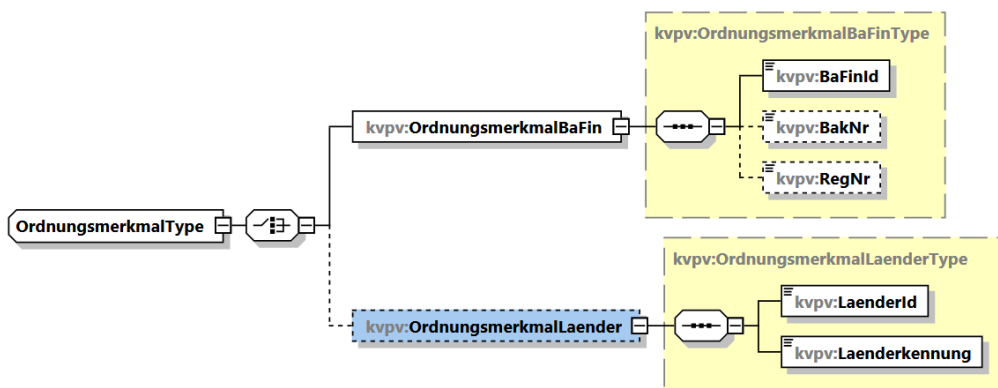 kvpv:OrdnungsmerkmalBaFinType
kvpv:BaFinId
kvpv:OrdnungsmerkmalBaFin
kvpv:BakNr
kvpv:RegNr
OrdnungsmerkmalType
kvpv:OrdnungsmerkmalLaenderType
kvpv:LaenderId
kvpv:OrdnungsmerkmalLaender
kvpv:Laenderkennung